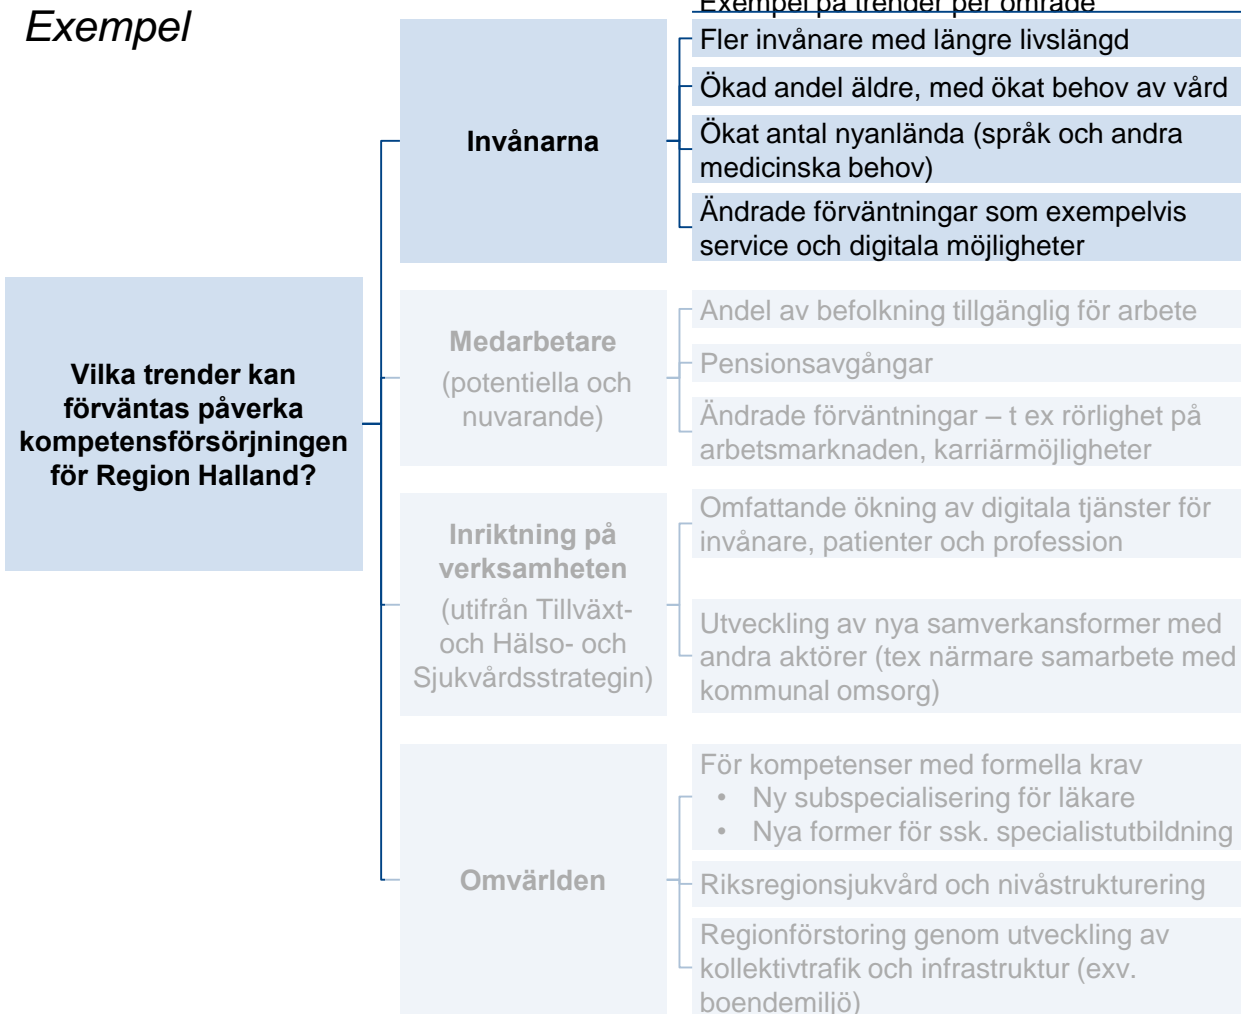 Exempel
Exempel på trender per område
Vilka trender kan
förväntas påverka
kompetensförsörjningen
för Region Halland?
Invånarna
Fler invånare med längre livslängd
Ökad andel äldre, med ökat behov av vård
Ökat antal nyanlända (språk och andra
medicinska behov)
Ändrade förväntningar som exempelvis
service och digitala möjligheter
Medarbetare
(potentiella och
nuvarande)
Andel av befolkning tillgänglig för arbete
Pensionsavgångar
Ändrade förväntningar – t ex rörlighet på
arbetsmarknaden, karriärmöjligheter
Inriktning på
verksamheten
(utifrån Tillväxt-
och Hälso- och
Sjukvårdsstrategin)
Omfattande ökning av digitala tjänster för
invånare, patienter och profession
Utveckling av nya samverkansformer med
andra aktörer (tex närmare samarbete med
kommunal omsorg)
Omvärlden
För kompetenser med formella krav
• Ny subspecialisering för läkare
• Nya former för ssk. specialistutbildning
Riksregionsjukvård och nivåstrukturering
Regionförstoring genom utveckling av
kollektivtrafik och infrastruktur (exv.
boendemiljö)